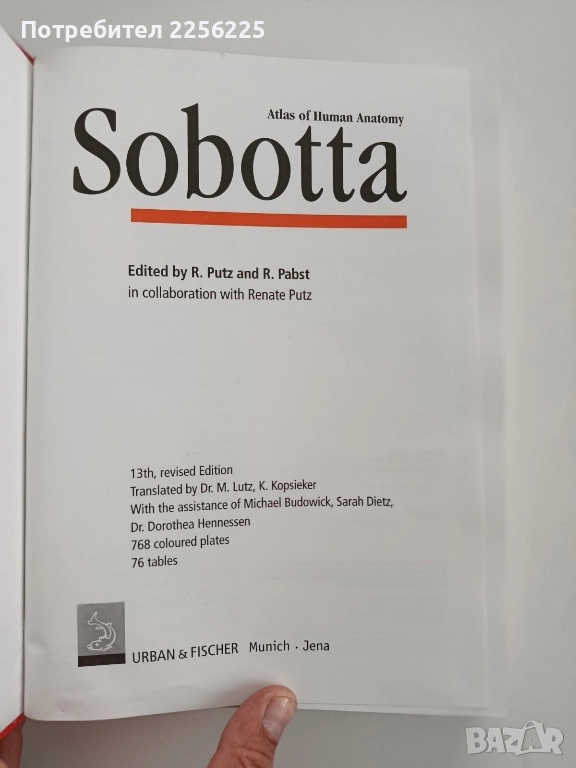 Потребител 2256225
Atlas of Human Anatomy
Sobotta
Edited by R. Putz and R. Pabst
in collaboration with Renate Putz
13th, revised Edition
Translated by Dr. M. Lutz, K. Kopsieker
With the assistance of Michael Budowick, Sarah Dietz,
Dr. Dorothea Hennessen
768 coloured plates
76 tables
URBAN & FISCHER Munich · Jena
BAZAR